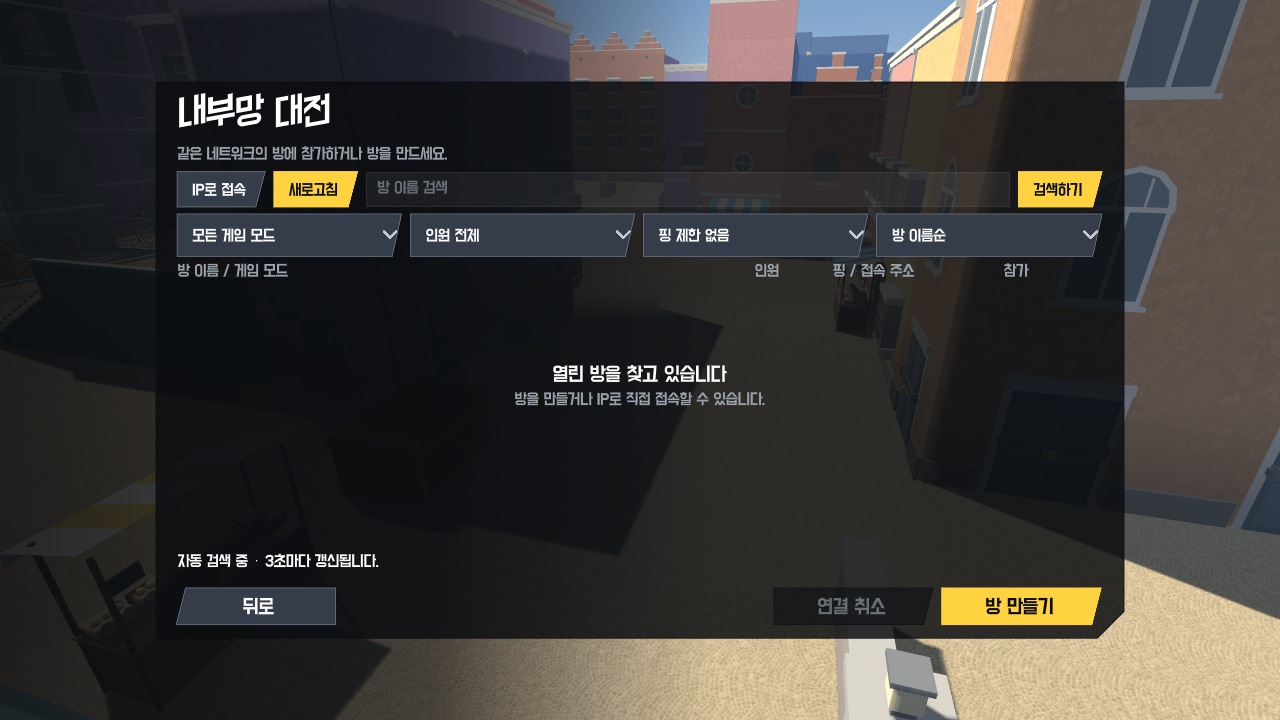 내부망 대전
같은 네트워크의 방에 참가하거나 방을 만드세요.
IP로 접속 새로고침 방 이름 검색 검색하기
모든 게임 모드 인원 전체 핑 제한 없음 방 이름순
방 이름 / 게임 모드 인원 핑 / 접속 주소 참가
열린 방을 찾고 있습니다
방을 만들거나 IP로 직접 접속할 수 있습니다.
자동 검색 중 · 3초마다 갱신됩니다.
뒤로 연결 취소 방 만들기